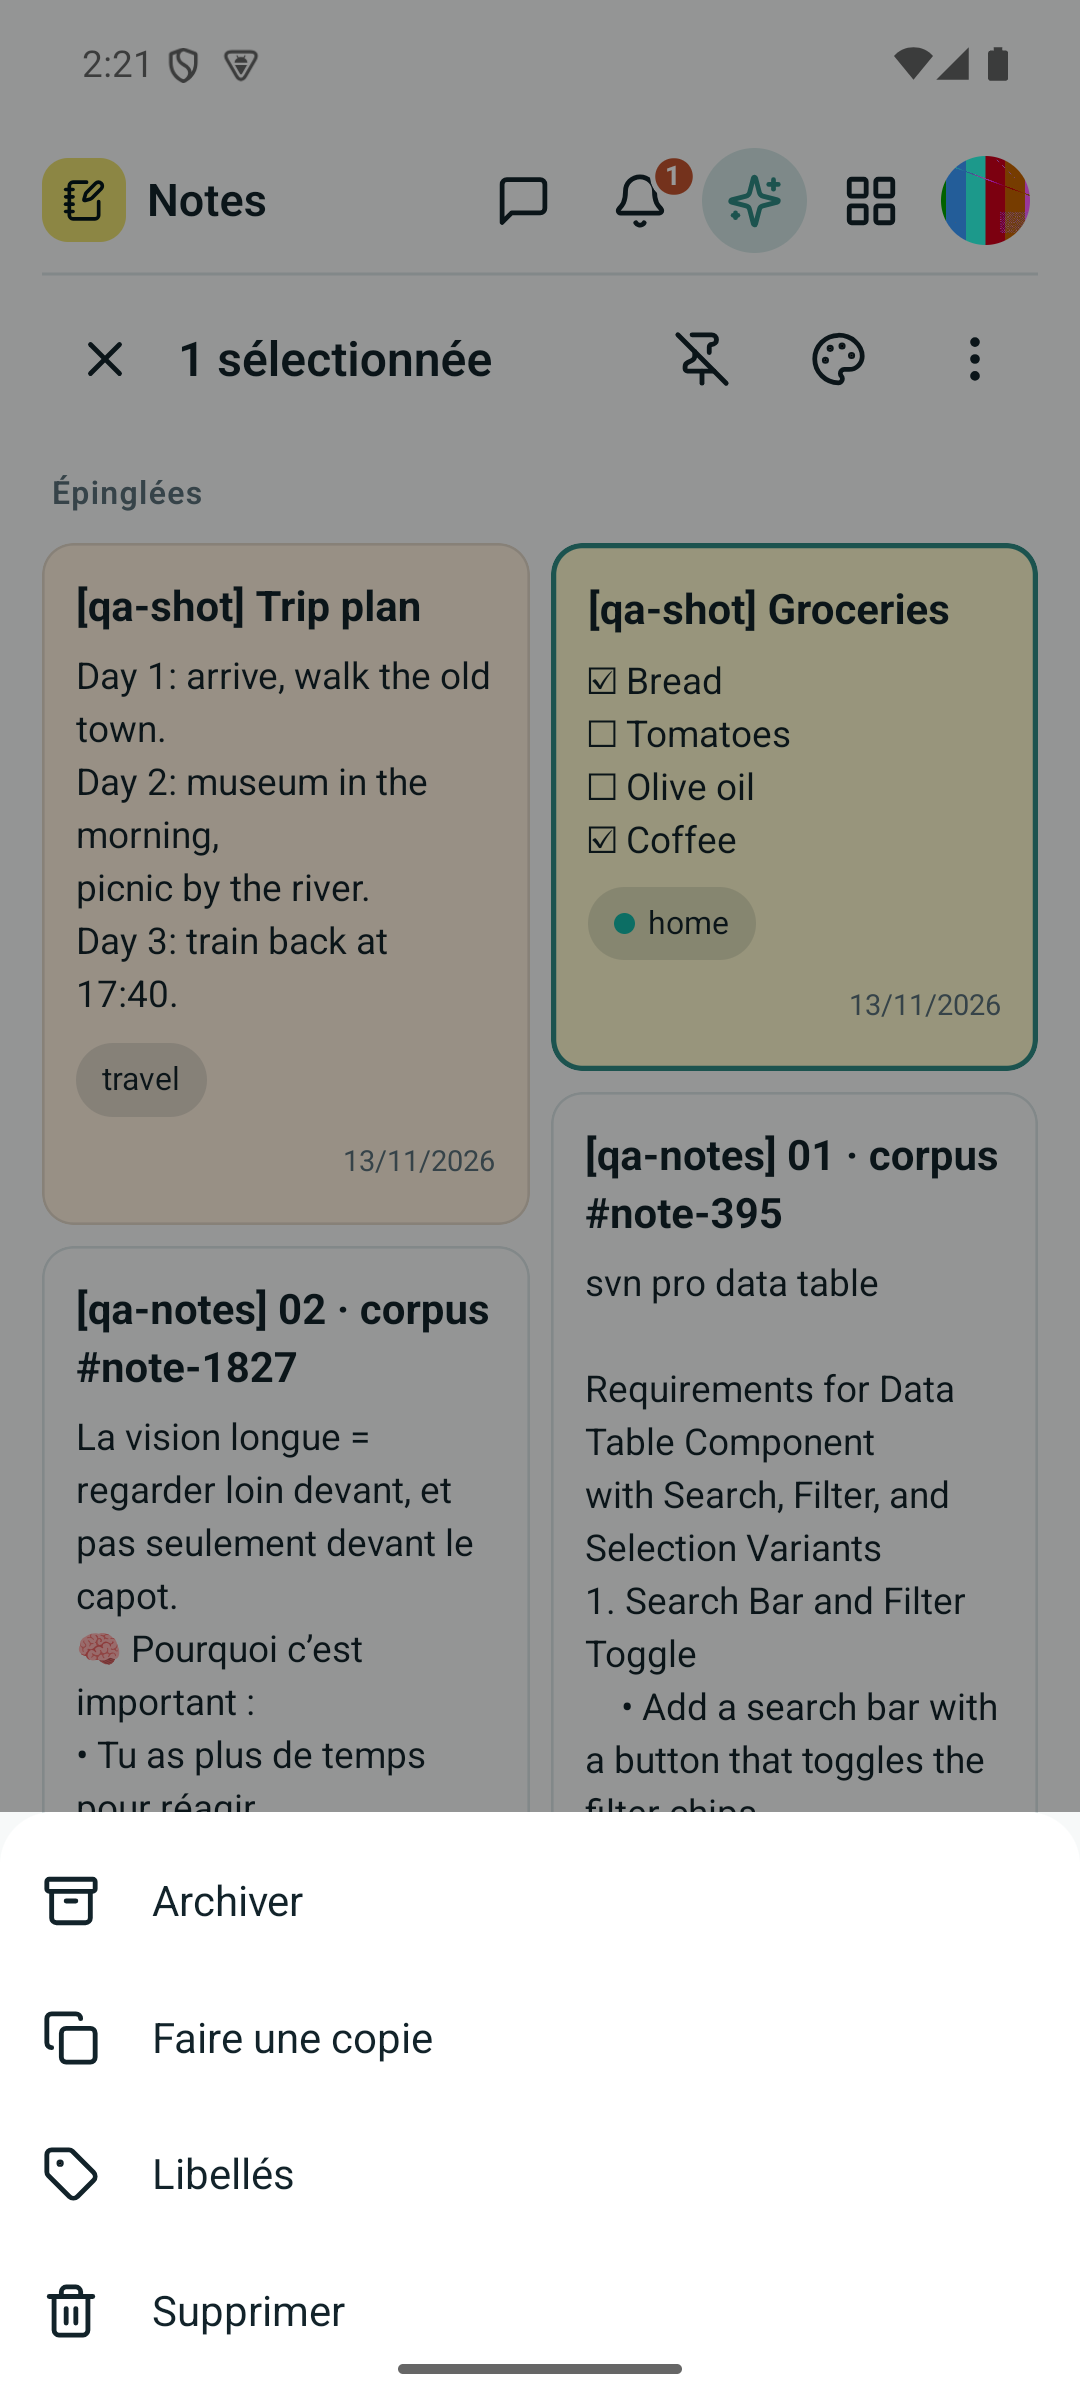 2:21
Notes
1
1 sélectionnée
Épinglées
[qa-shot] Trip plan
Day 1: arrive, walk the old
town.
Day 2: museum in the
morning,
picnic by the river.
Day 3: train back at
17:40.
travel
13/11/2026
[qa-shot] Groceries
☑ Bread
☐ Tomatoes
☐ Olive oil
☑ Coffee
home
13/11/2026
[qa-notes] 02 · corpus
#note-1827
La vision longue =
regarder loin devant, et
pas seulement devant le
capot.
🧠 Pourquoi c’est
important :
• Tu as plus de temps
pour réagir
[qa-notes] 01 · corpus
#note-395
svn pro data table
Requirements for Data
Table Component
with Search, Filter, and
Selection Variants
1. Search Bar and Filter
Toggle
• Add a search bar with
a button that toggles the
filter chips
Archiver
Faire une copie
Libellés
Supprimer